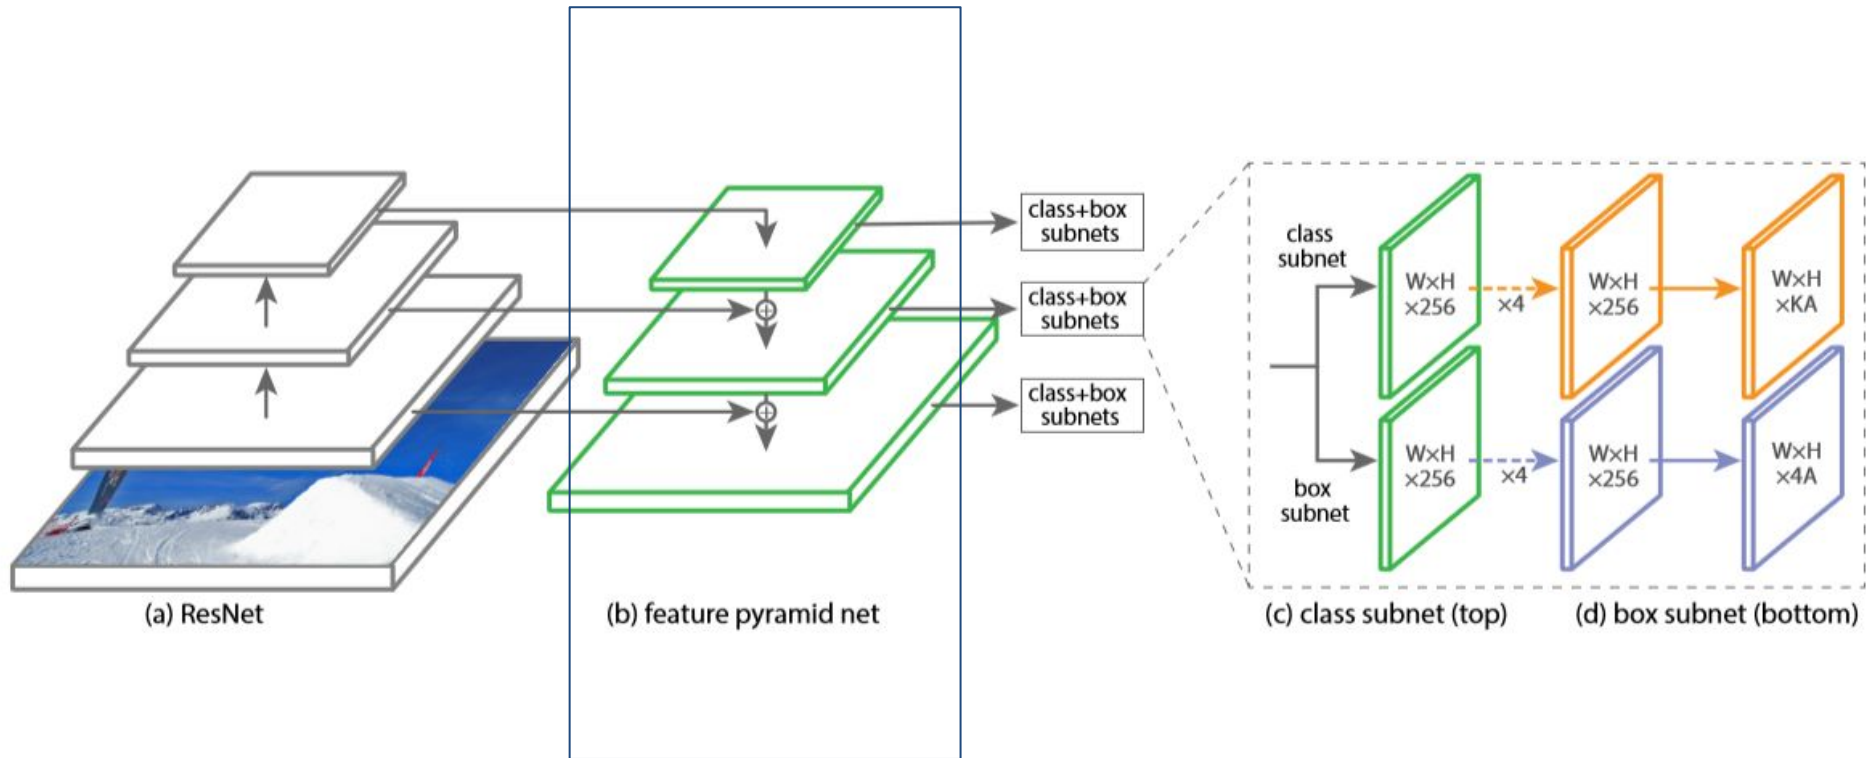 class+box
subnets
class+box
subnets
class+box
subnets
class
subnet
W×H
×256
×4
W×H
×256
W×H
×KA
box
subnet
W×H
×256
×4
W×H
×256
W×H
×4A
(a) ResNet
(b) feature pyramid net
(c) class subnet (top)
(d) box subnet (bottom)